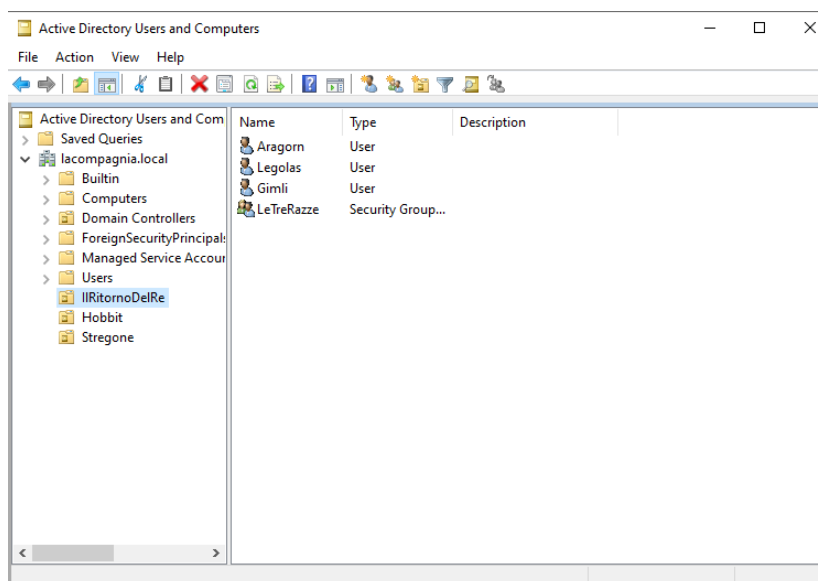 Active Directory Users and Computers
File Action View Help
Active Directory Users and Com
Saved Queries
lacompagnia.local
Builtin
Computers
Domain Controllers
ForeignSecurityPrincipals
Managed Service Accour
Users
IlRitornoDelRe
Hobbit
Stregone
Name Type Description
Aragorn User
Legolas User
Gimli User
LeTreRazze Security Group...